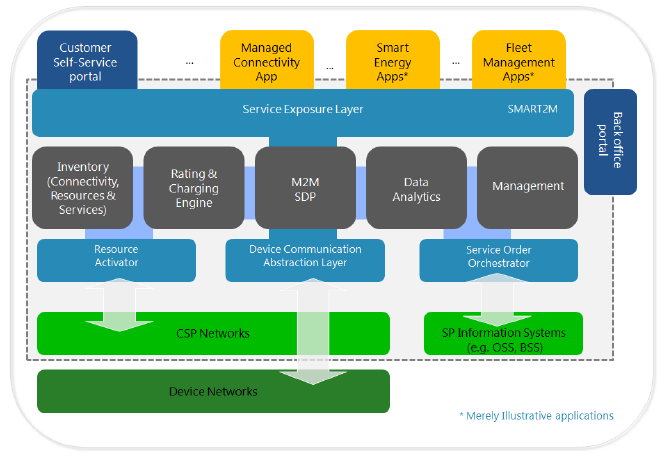 Customer
Self-Service
portal
...
Managed
Connectivity
App
...
Smart
Energy
Apps*
...
Fleet
Management
Apps*
Service Exposure Layer
SMART2M
Back office
portal
Inventory
(Connectivity,
Resources &
Services)
Rating &
Charging
Engine
M2M
SDP
Data
Analytics
Management
Resource
Activator
Device Communication
Abstraction Layer
Service Order
Orchestrator
CSP Networks
SP Information Systems
(e.g. OSS, BSS)
Device Networks
* Merely Illustrative applications